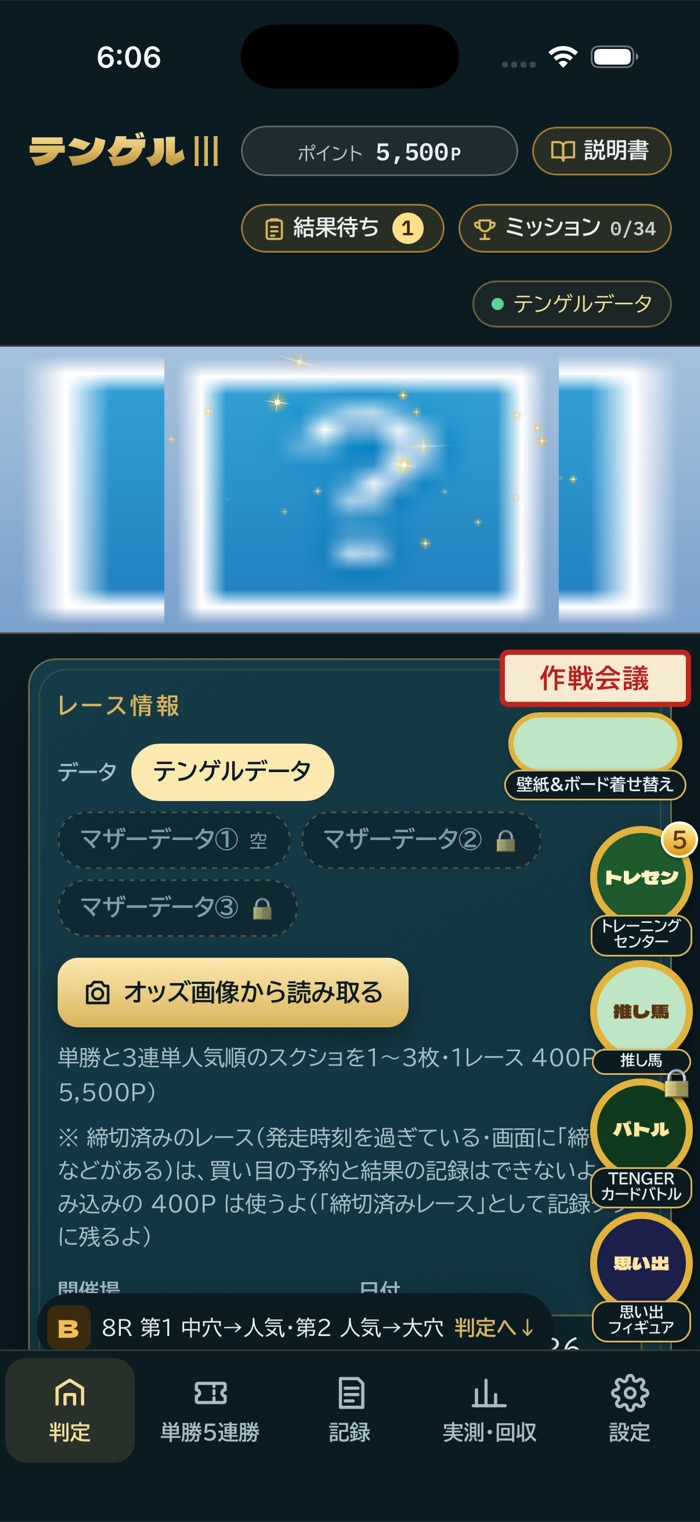 6:06
テンゲルⅢ
ポイント 5,500P
説明書
結果待ち 1
ミッション 0/34
テンゲルデータ
?
作戦会議
レース情報
データ テンゲルデータ
壁紙&ボード着せ替え
マザーデータ① 空
マザーデータ②
マザーデータ③
5
トレセン
トレーニング
センター
オッズ画像から読み取る
推し馬
推し馬
単勝と3連単人気順のスクショを1〜3枚・1レース 400P
5,500P)
バトル
TENGER
カードバトル
※ 締切済みのレース(発走時刻を過ぎている・画面に「締
などがある)は、買い目の予約と結果の記録はできないよ
み込みの 400P は使うよ(「締切済みレース」として記録
に残るよ)
思い出
思い出
フィギュア
開催場 日付
B 8R 第1 中穴→人気・第2 人気→大穴 判定へ↓
26
判定
単勝5連勝
記録
実測・回収
設定